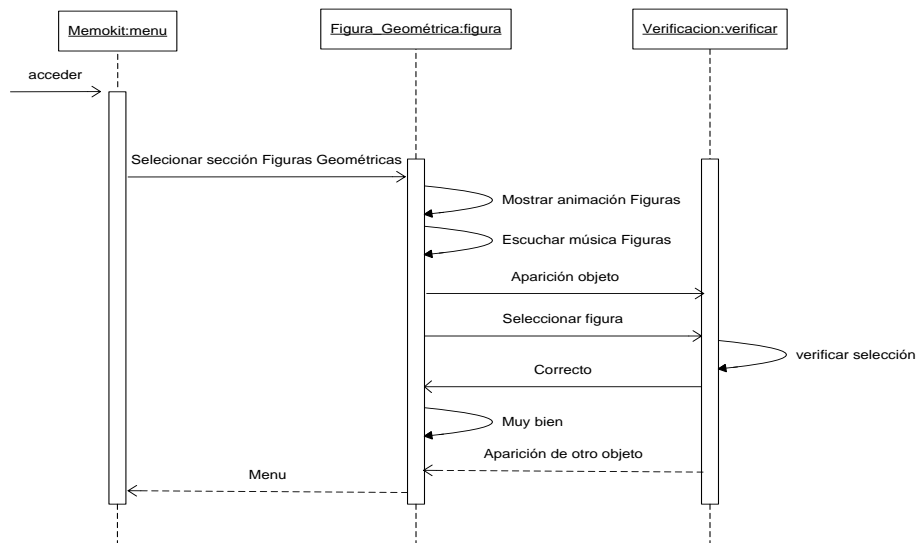 Memokit:menu
Figura_Geométrica:figura
Verificacion:verificar
acceder
Selecionar sección Figuras Geométricas
Mostrar animación Figuras
Escuchar música Figuras
Aparición objeto
Seleccionar figura
verificar selección
Correcto
Muy bien
Aparición de otro objeto
Menu